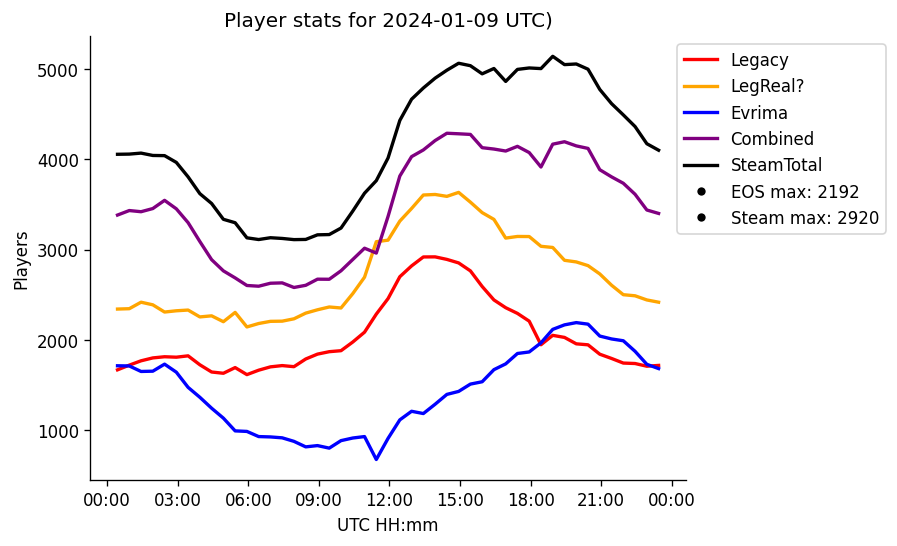 Player stats for 2024-01-09 UTC)
Players
5000
4000
3000
2000
1000
00:00 03:00 06:00 09:00 12:00 15:00 18:00 21:00 00:00
UTC HH:mm
Legacy
LegReal?
Evrima
Combined
SteamTotal
EOS max: 2192
Steam max: 2920